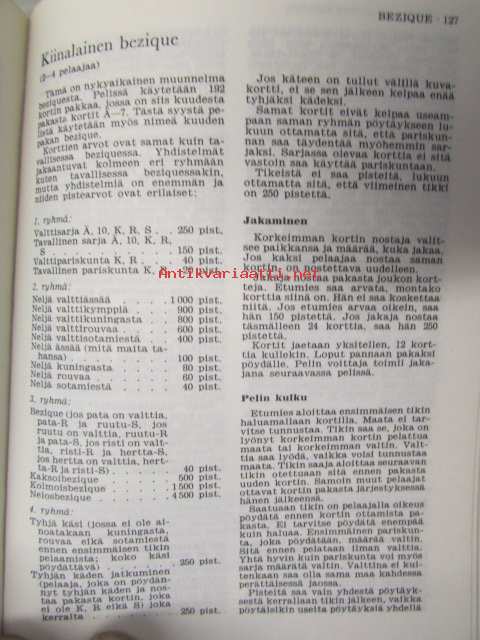 BEZIQUE · 127
Kiinalainen bezique
(2–4 pelaajaa)
Tämä on nykyaikainen muunnelma
beziquesta. Pelissä käytetään 192
kortin pakkaa, jossa on siis kuudesta
pakasta kortit Ä—7. Tästä syystä pe-
listä käytetään myös nimeä kuuden
pakan bezique.
Korttien arvot ovat samat kuin ta-
vallisessa beziquessa. Yhdistelmät
jakaantuvat kolmeen eri ryhmään
kuten tavallisessa beziquessakin,
mutta yhdistelmiä on enemmän ja
niiden pistearvot ovat erilaiset:
1. ryhmä:
Valttisarja Ä, 10, K, R, S . . 250 pist.
Tavallinen sarja Ä, 10, K, R,
S . . . . . . . . . 150 pist.
Valttipariskunta K, R . . 40 pist.
Tavallinen pariskunta K, R 20 pist.
2. ryhmä:
Neljä valttiässää . . . . 1 000 pist.
Neljä valttikymppiä . . . 900 pist.
Neljä valttikuningasta . . 800 pist.
Neljä valttirouvaa . . . 600 pist.
Neljä valttisotamiestä . . 400 pist.
Neljä ässää (mitä maita ta-
hansa) . . . . . . . 100 pist.
Neljä kuningasta . . . . 80 pist.
Neljä rouvaa . . . . . 60 pist.
Neljä sotamiestä . . . . 40 pist.
3. ryhmä:
Bezique (jos pata on valttia,
pata-R ja ruutu-S, jos
ruutu on valttia, ruutu-R
ja pata-S, jos risti on valt-
tia, risti-R ja hertta-S,
jos hertta on valttia, hert-
ta-R ja risti-S) . . . . 40 pist.
Kaksoibezique . . . . . 500 pist.
Kolmoisbezique . . . . . 1 500 pist.
Neloisbezique . . . . . 4 500 pist.
4. ryhmä:
Tyhjä käsi (jossa ei ole ai-
noatakaan kuningasta,
rouvaa eikä sotamiestä
ennen ensimmäisen tikin
pelaamista; koko käsi
pöydättävä) . . . . . 250 pist.
Tyhjän käden jatkuminen
(pelaaja, joka on pöydän-
nyt tyhjän käden ja nos-
taa pakasta kortin, joka
ei ole K, R eikä S) joka
kerralta . . . . . . . 250 pist.
Jos käteen on tullut välillä kuva-
kortti, ei se sen jälkeen kelpaa enää
tyhjäksi kädeksi.
Samat kortit eivät kelpaa useam-
paan saman ryhmän pöytäykseen lu-
kuun ottamatta sitä, että pariskun-
nan saa täydentää myöhemmin sar-
jaksi. Sarjassa olevaa korttia ei sitä
vastoin saa käyttää pariskuntaan.
Tikeistä ei saa pisteitä, lukuun
ottamatta sitä, että viimeinen tikki
on 250 pistettä.
Jakaminen
Korkeimman kortin nostaja valit-
see paikkansa ja määrää, kuka jakaa.
Jos kaksi pelaajaa nostaa saman
kortin, on nostettava uudelleen.
Jakaja nostaa pakasta joukon kort-
teja. Etumies saa arvata, montako
korttia siinä on. Hän ei saa koskettaa
niitä. Jos etumies arvaa oikein, saa
hän 150 pistettä. Jos jakaja nostaa
täsmälleen 24 korttia, saa hän 250
pistettä.
Kortit jaetaan yksitellen, 12 kort-
tia kullekin. Loput pannaan pakaksi
pöydälle. Pelin voittaja toimii jaka-
jana seuraavassa pelissä.
Pelin kulku
Etumies aloittaa ensimmäisen tikin
haluamallaan kortilla. Maata ei tar-
vitse tunnustaa. Tikin saa se, joka on
lyönyt korkeimman kortin pelattua
maata tai korkeimman valtin. Valt-
tia saa lyödä, vaikka voisi tunnustaa
maata. Tikin saaja aloittaa seuraavan
tikin otettuaan sitä ennen pakasta
uuden kortin. Samoin muut pelaajat
ottavat kortin pakasta järjestyksessä
hänen jälkeensä.
Saatuaan tikin on pelaajalla oikeus
pöydätä ennen kortin ottamista pa-
kasta. Ei tarvitse pöydätä enempää
kuin haluaa. Ensimmäinen pariskun-
ta, joka pöydätään, määrää valtin.
Sitä ennen pelataan ilman valttia.
Yhtä hyvin kuin pariskunta voi myös
sarja määrätä valtin. Valttina ei kui-
tenkaan saa olla sama maa kahdessa
perättäisessä jaossa.
Pisteitä saa vain yhdestä pöytäyk-
sestä kerrallaan tikin jälkeen, vaikka
pöytäisikin useita pöytäyksiä yhdellä
Antikvariaatti.net